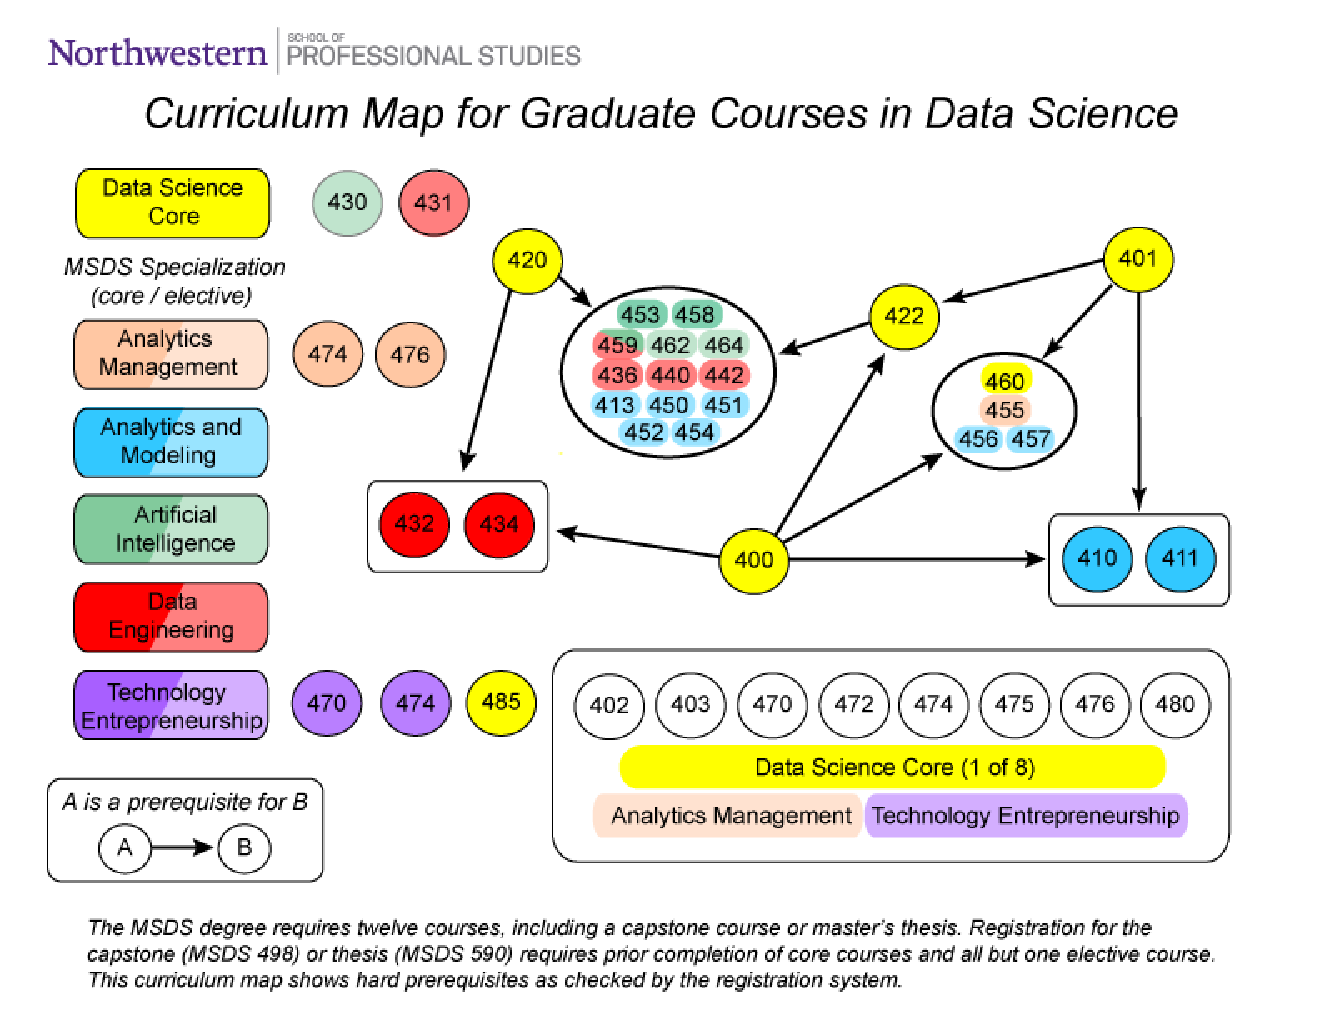 Northwestern
SCHOOL OF
PROFESSIONAL STUDIES
Curriculum Map for Graduate Courses in Data Science
Data Science
Core
430 431
MSDS Specialization
(core / elective)
Analytics
Management
474 476
Analytics and
Modeling
Artificial
Intelligence
Data
Engineering
Technology
Entrepreneurship
470 474 485
420
401
422
453 458
459 462 464
436 440 442
413 450 451
452 454
460
455
456 457
432 434
400
410 411
402 403 470 472 474 475 476 480
Data Science Core (1 of 8)
Analytics Management Technology Entrepreneurship
A is a prerequisite for B
A B
The MSDS degree requires twelve courses, including a capstone course or master's thesis. Registration for the
capstone (MSDS 498) or thesis (MSDS 590) requires prior completion of core courses and all but one elective course.
This curriculum map shows hard prerequisites as checked by the registration system.